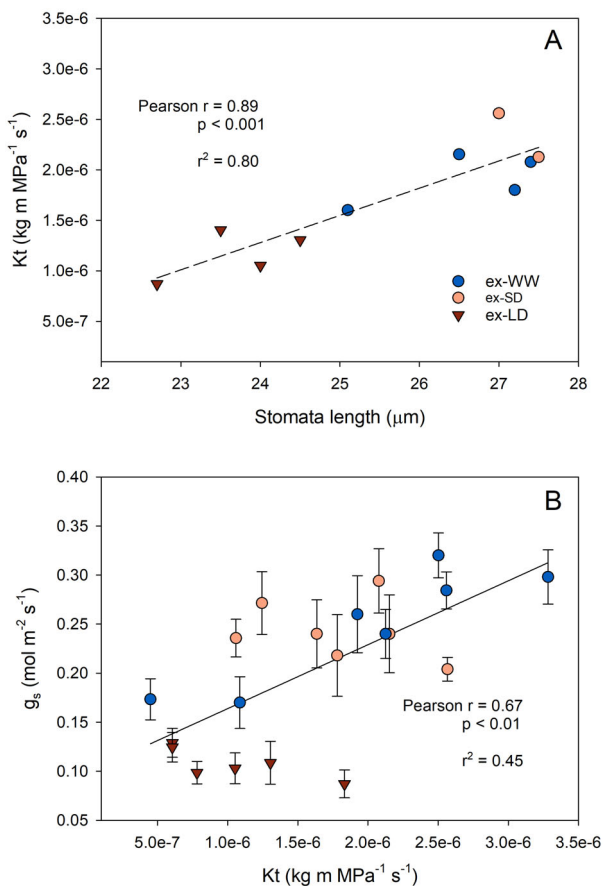 A
3.5e-6
3.0e-6
2.5e-6
2.0e-6
1.5e-6
1.0e-6
5.0e-7
Kt (kg m MPa⁻¹ s⁻¹)
Pearson r = 0.89
p < 0.001
r² = 0.80
ex-WW
ex-SD
ex-LD
22 23 24 25 26 27 28
Stomata length (μm)
B
0.40
0.35
0.30
0.25
0.20
0.15
0.10
0.05
gₛ (mol m⁻² s⁻¹)
Pearson r = 0.67
p < 0.01
r² = 0.45
5.0e-7 1.0e-6 1.5e-6 2.0e-6 2.5e-6 3.0e-6 3.5e-6
Kt (kg m MPa⁻¹ s⁻¹)